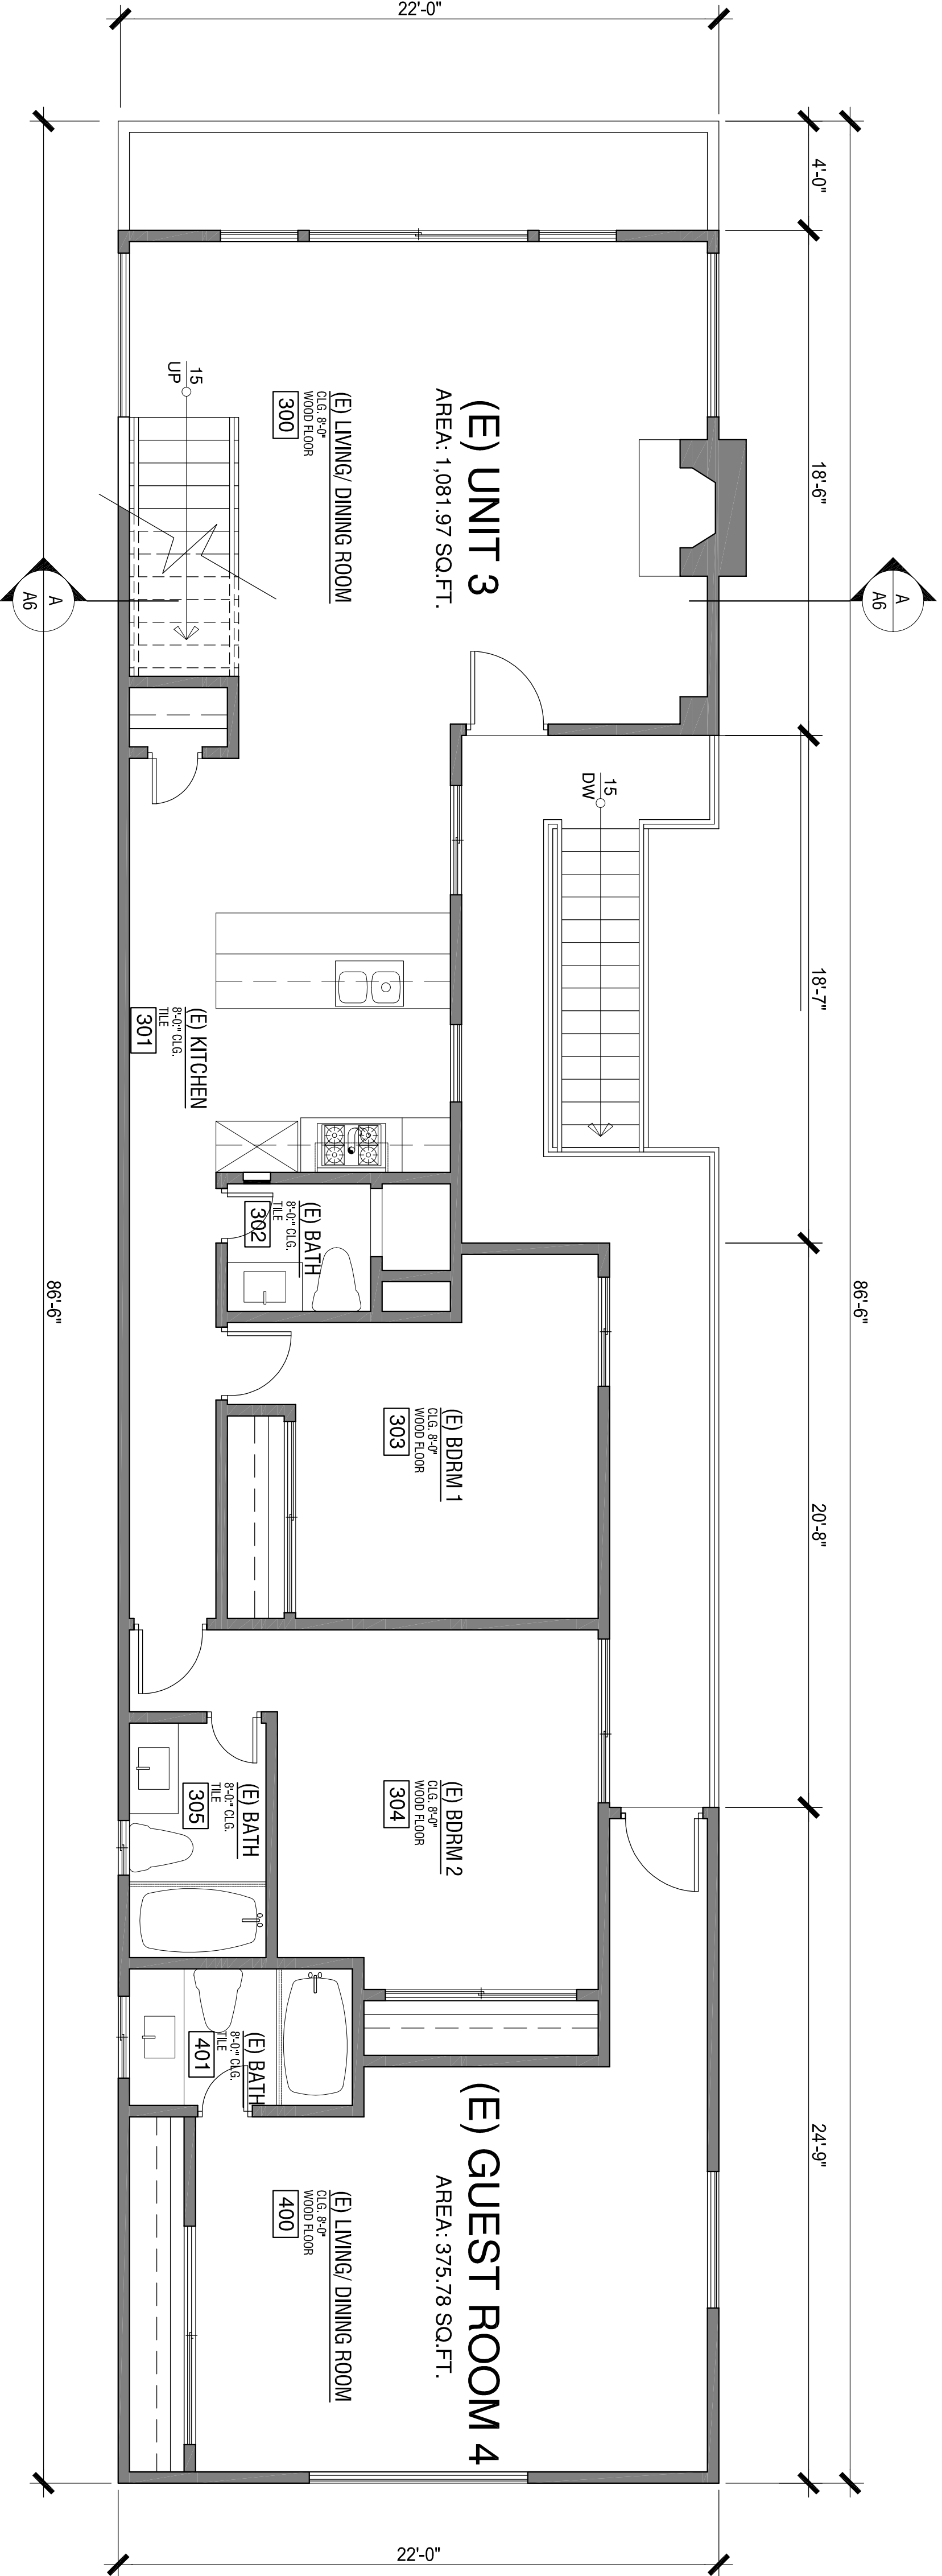 22'-0"
86'-6"
4'-0"
18'-6"
18'-7"
20'-8"
24'-9"
A
A6
(E) UNIT 3
AREA: 1,081.97 SQ.FT.
(E) LIVING/ DINING ROOM
CLG. 8'-0"
WOOD FLOOR
300
15
UP
15
DW
(E) KITCHEN
8'-0:" CLG.
TILE
301
(E) BATH
8'-0:" CLG.
TILE
302
(E) BDRM 1
CLG. 8'-0"
WOOD FLOOR
303
(E) BDRM 2
CLG. 8'-0"
WOOD FLOOR
304
(E) BATH
8'-0:" CLG.
TILE
305
(E) GUEST ROOM 4
AREA: 375.78 SQ.FT.
(E) LIVING/ DINING ROOM
CLG. 8'-0"
WOOD FLOOR
400
(E) BATH
8'-0:" CLG.
TILE
401
A
A6
86'-6"
22'-0"